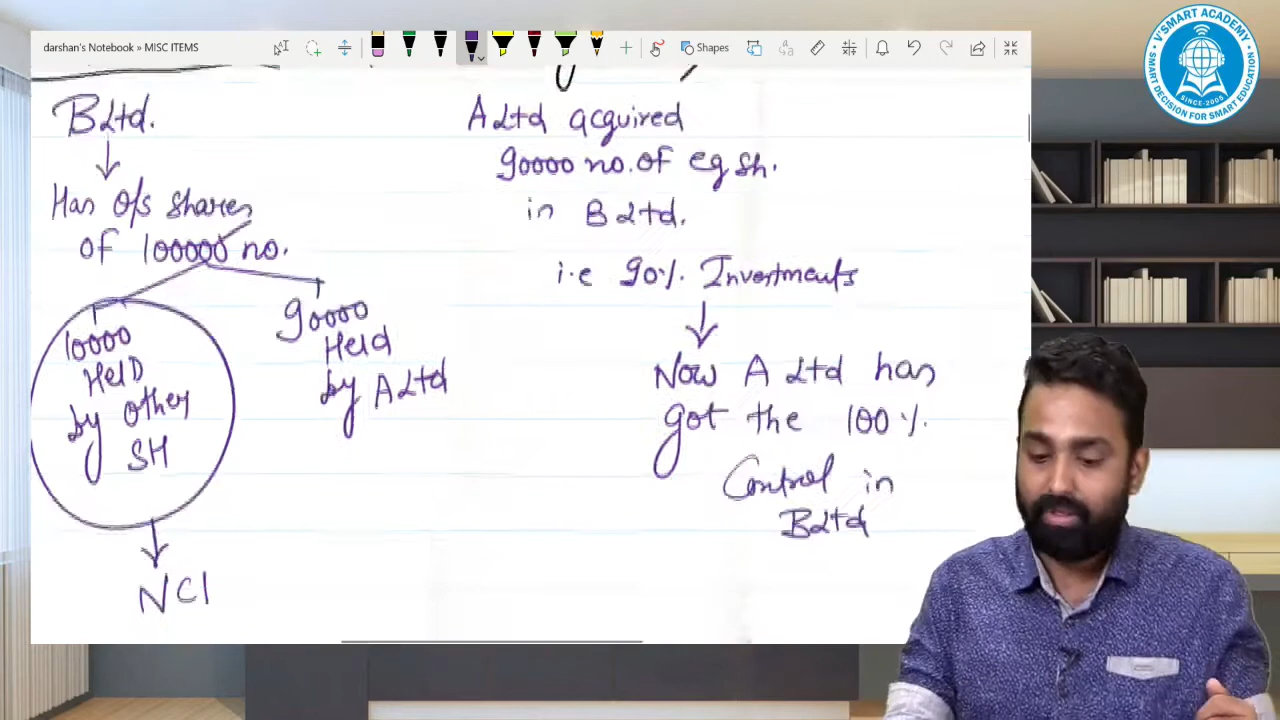 darshan's Notebook » MISC ITEMS
Shapes
V'SMART ACADEMY
SINCE-2005
SMART DECISION FOR SMART EDUCATION
B Ltd.
Has o/s shares
of 100000 no.
10000
HelD
by other
SH
NCI
90000
Held
by A Ltd
A Ltd acquired
90000 no. of eq sh.
in B Ltd.
i.e 90%. Investments
Now A Ltd has
got the 100%.
Control in
B Ltd